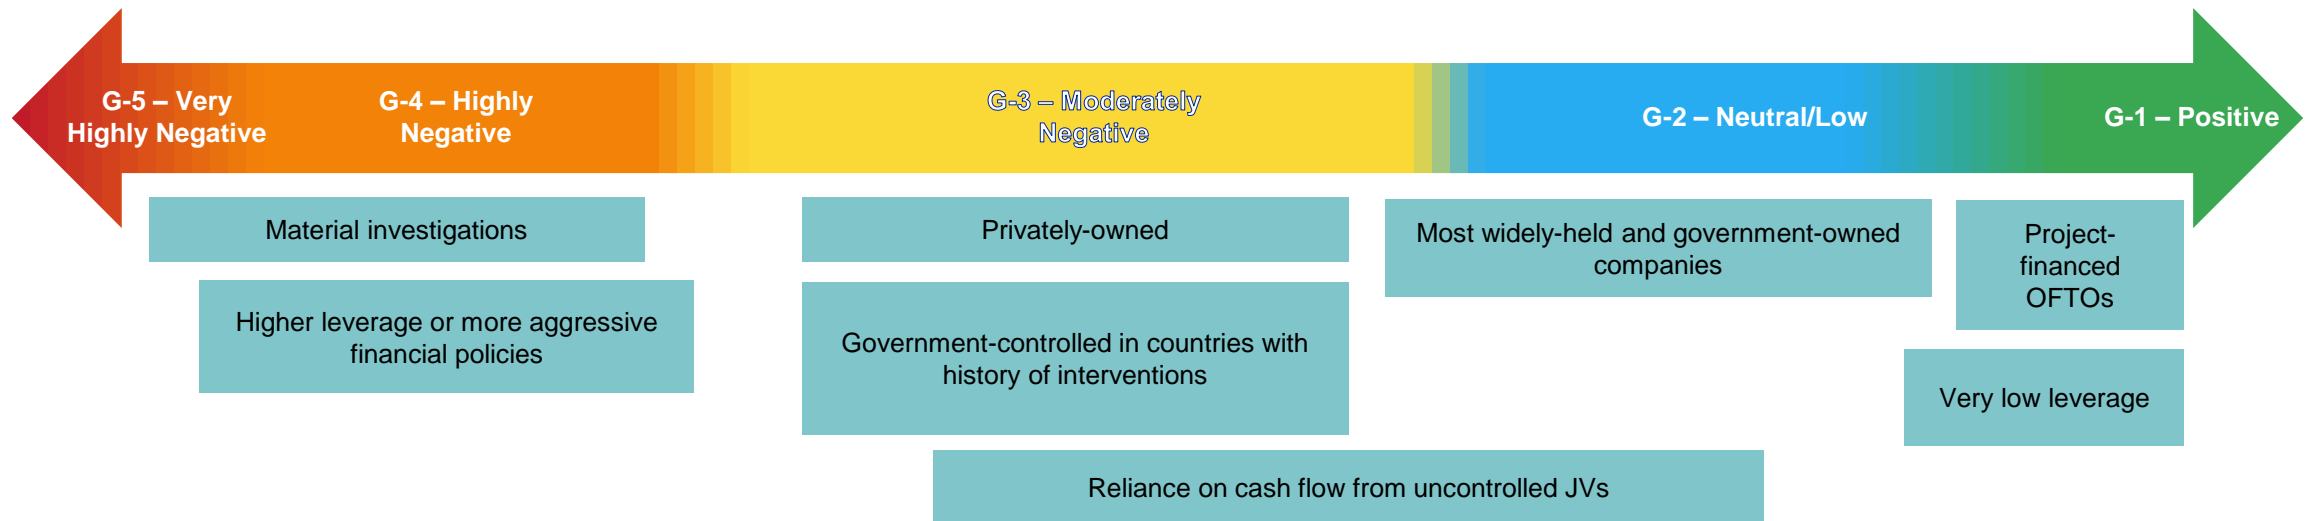 G-5 – Very
Highly Negative
G-4 – Highly
Negative
G-3 – Moderately
Negative
G-2 – Neutral/Low
G-1 – Positive
Material investigations
Privately-owned
Most widely-held and government-owned
companies
Project-
financed
OFTOs
Higher leverage or more aggressive
financial policies
Government-controlled in countries with
history of interventions
Very low leverage
Reliance on cash flow from uncontrolled JVs